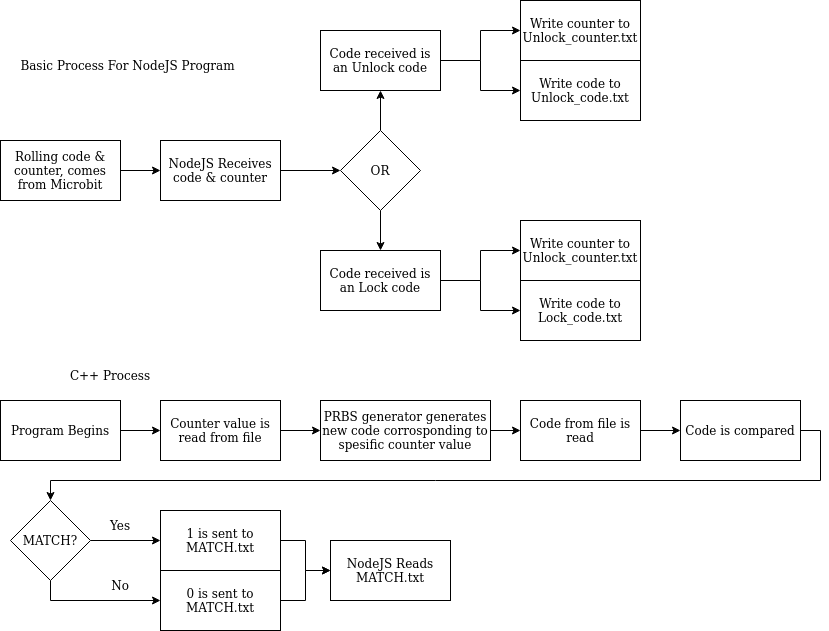 Write counter to
Unlock_counter.txt
Code received is
an Unlock code
Basic Process For NodeJS Program
Write code to
Unlock_code.txt
Rolling code &
counter, comes
from Microbit
NodeJS Receives
code & counter
OR
Write counter to
Unlock_counter.txt
Code received is
an Lock code
Write code to
Lock_code.txt
C++ Process
Program Begins
Counter value is
read from file
PRBS generator generates
new code corrosponding to
spesific counter value
Code from file is
read
Code is compared
MATCH?
Yes
1 is sent to
MATCH.txt
No
0 is sent to
MATCH.txt
NodeJS Reads
MATCH.txt